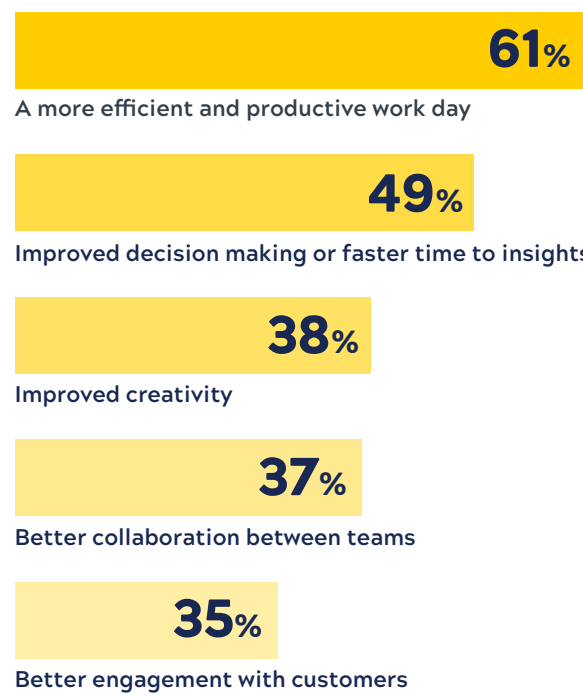 61%
A more efficient and productive work day
49%
Improved decision making or faster time to insights
38%
Improved creativity
37%
Better collaboration between teams
35%
Better engagement with customers